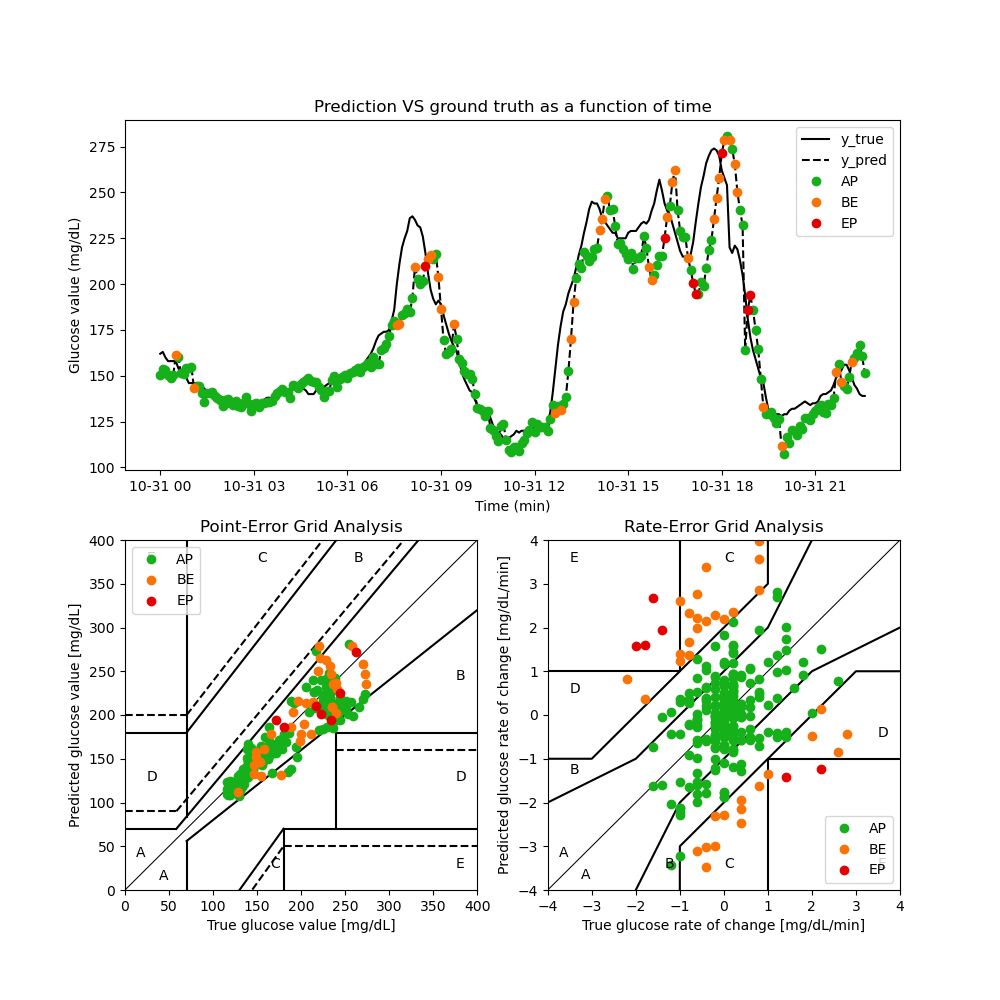 Prediction VS ground truth as a function of time
Glucose value (mg/dL)
275
250
225
200
175
150
125
100
y_true
y_pred
AP
BE
EP
10-31 00 10-31 03 10-31 06 10-31 09 10-31 12 10-31 15 10-31 18 10-31 21
Time (min)
Point-Error Grid Analysis
Predicted glucose value [mg/dL]
400
350
300
250
200
150
100
50
0
AP
BE
EP
E
C
B
B
D
D
A
A
C
E
0 50 100 150 200 250 300 350 400
True glucose value [mg/dL]
Rate-Error Grid Analysis
Predicted glucose rate of change [mg/dL/min]
4
3
2
1
0
−1
−2
−3
−4
E
C
D
D
B
A
A
B
C
E
AP
BE
EP
−4 −3 −2 −1 0 1 2 3 4
True glucose rate of change [mg/dL/min]